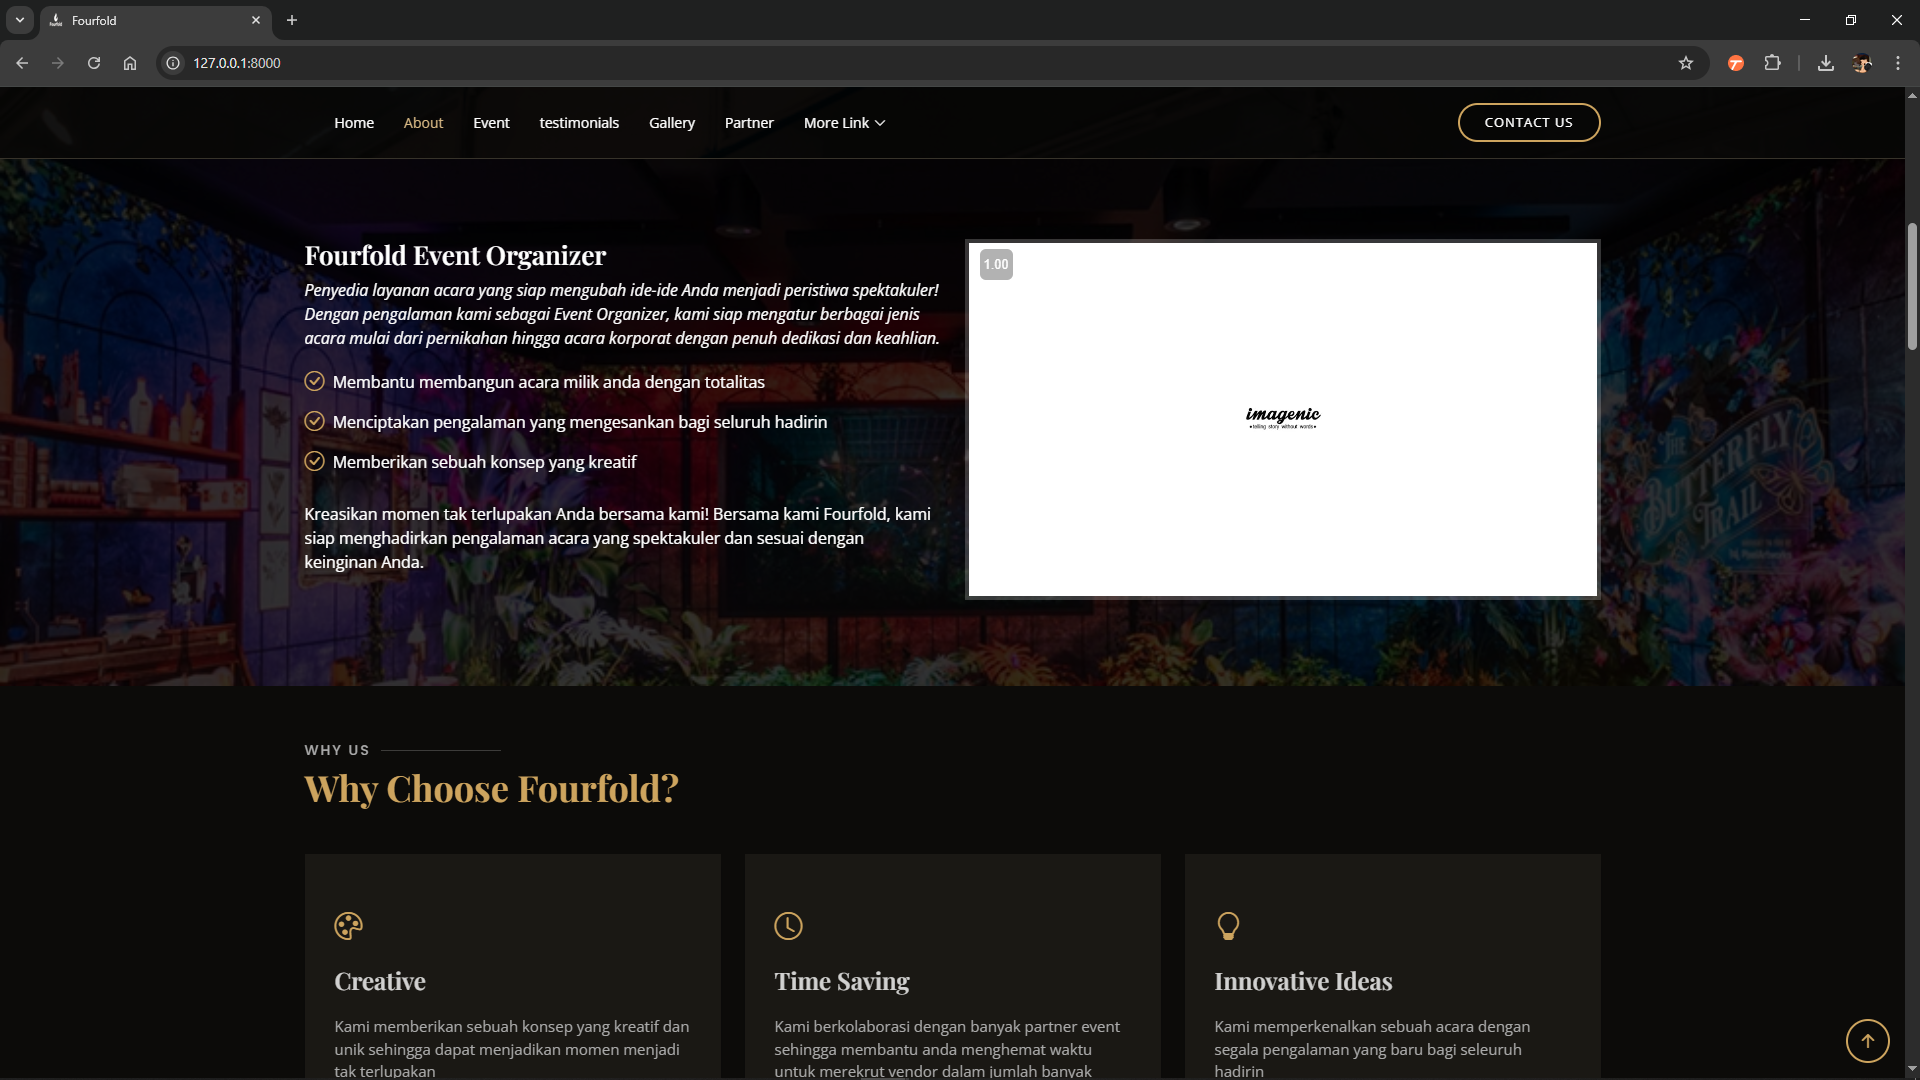 Fourfold
127.0.0.1:8000
Home
About
Event
testimonials
Gallery
Partner
More Link
CONTACT US
Fourfold Event Organizer
Penyedia layanan acara yang siap mengubah ide-ide Anda menjadi peristiwa spektakuler!
Dengan pengalaman kami sebagai Event Organizer, kami siap mengatur berbagai jenis
acara mulai dari pernikahan hingga acara korporat dengan penuh dedikasi dan keahlian.
Membantu membangun acara milik anda dengan totalitas
Menciptakan pengalaman yang mengesankan bagi seluruh hadirin
Memberikan sebuah konsep yang kreatif
Kreasikan momen tak terlupakan Anda bersama kami! Bersama kami Fourfold, kami
siap menghadirkan pengalaman acara yang spektakuler dan sesuai dengan
keinginan Anda.
1.00
imagenic
•telling story without words•
THE
BUTTERFLY
TRAIL
WHY US
Why Choose Fourfold?
Creative
Kami memberikan sebuah konsep yang kreatif dan
unik sehingga dapat menjadikan momen menjadi
tak terlupakan
Time Saving
Kami berkolaborasi dengan banyak partner event
sehingga membantu anda menghemat waktu
untuk merekrut vendor dalam jumlah banyak
Innovative Ideas
Kami memperkenalkan sebuah acara dengan
segala pengalaman yang baru bagi seleuruh
hadirin